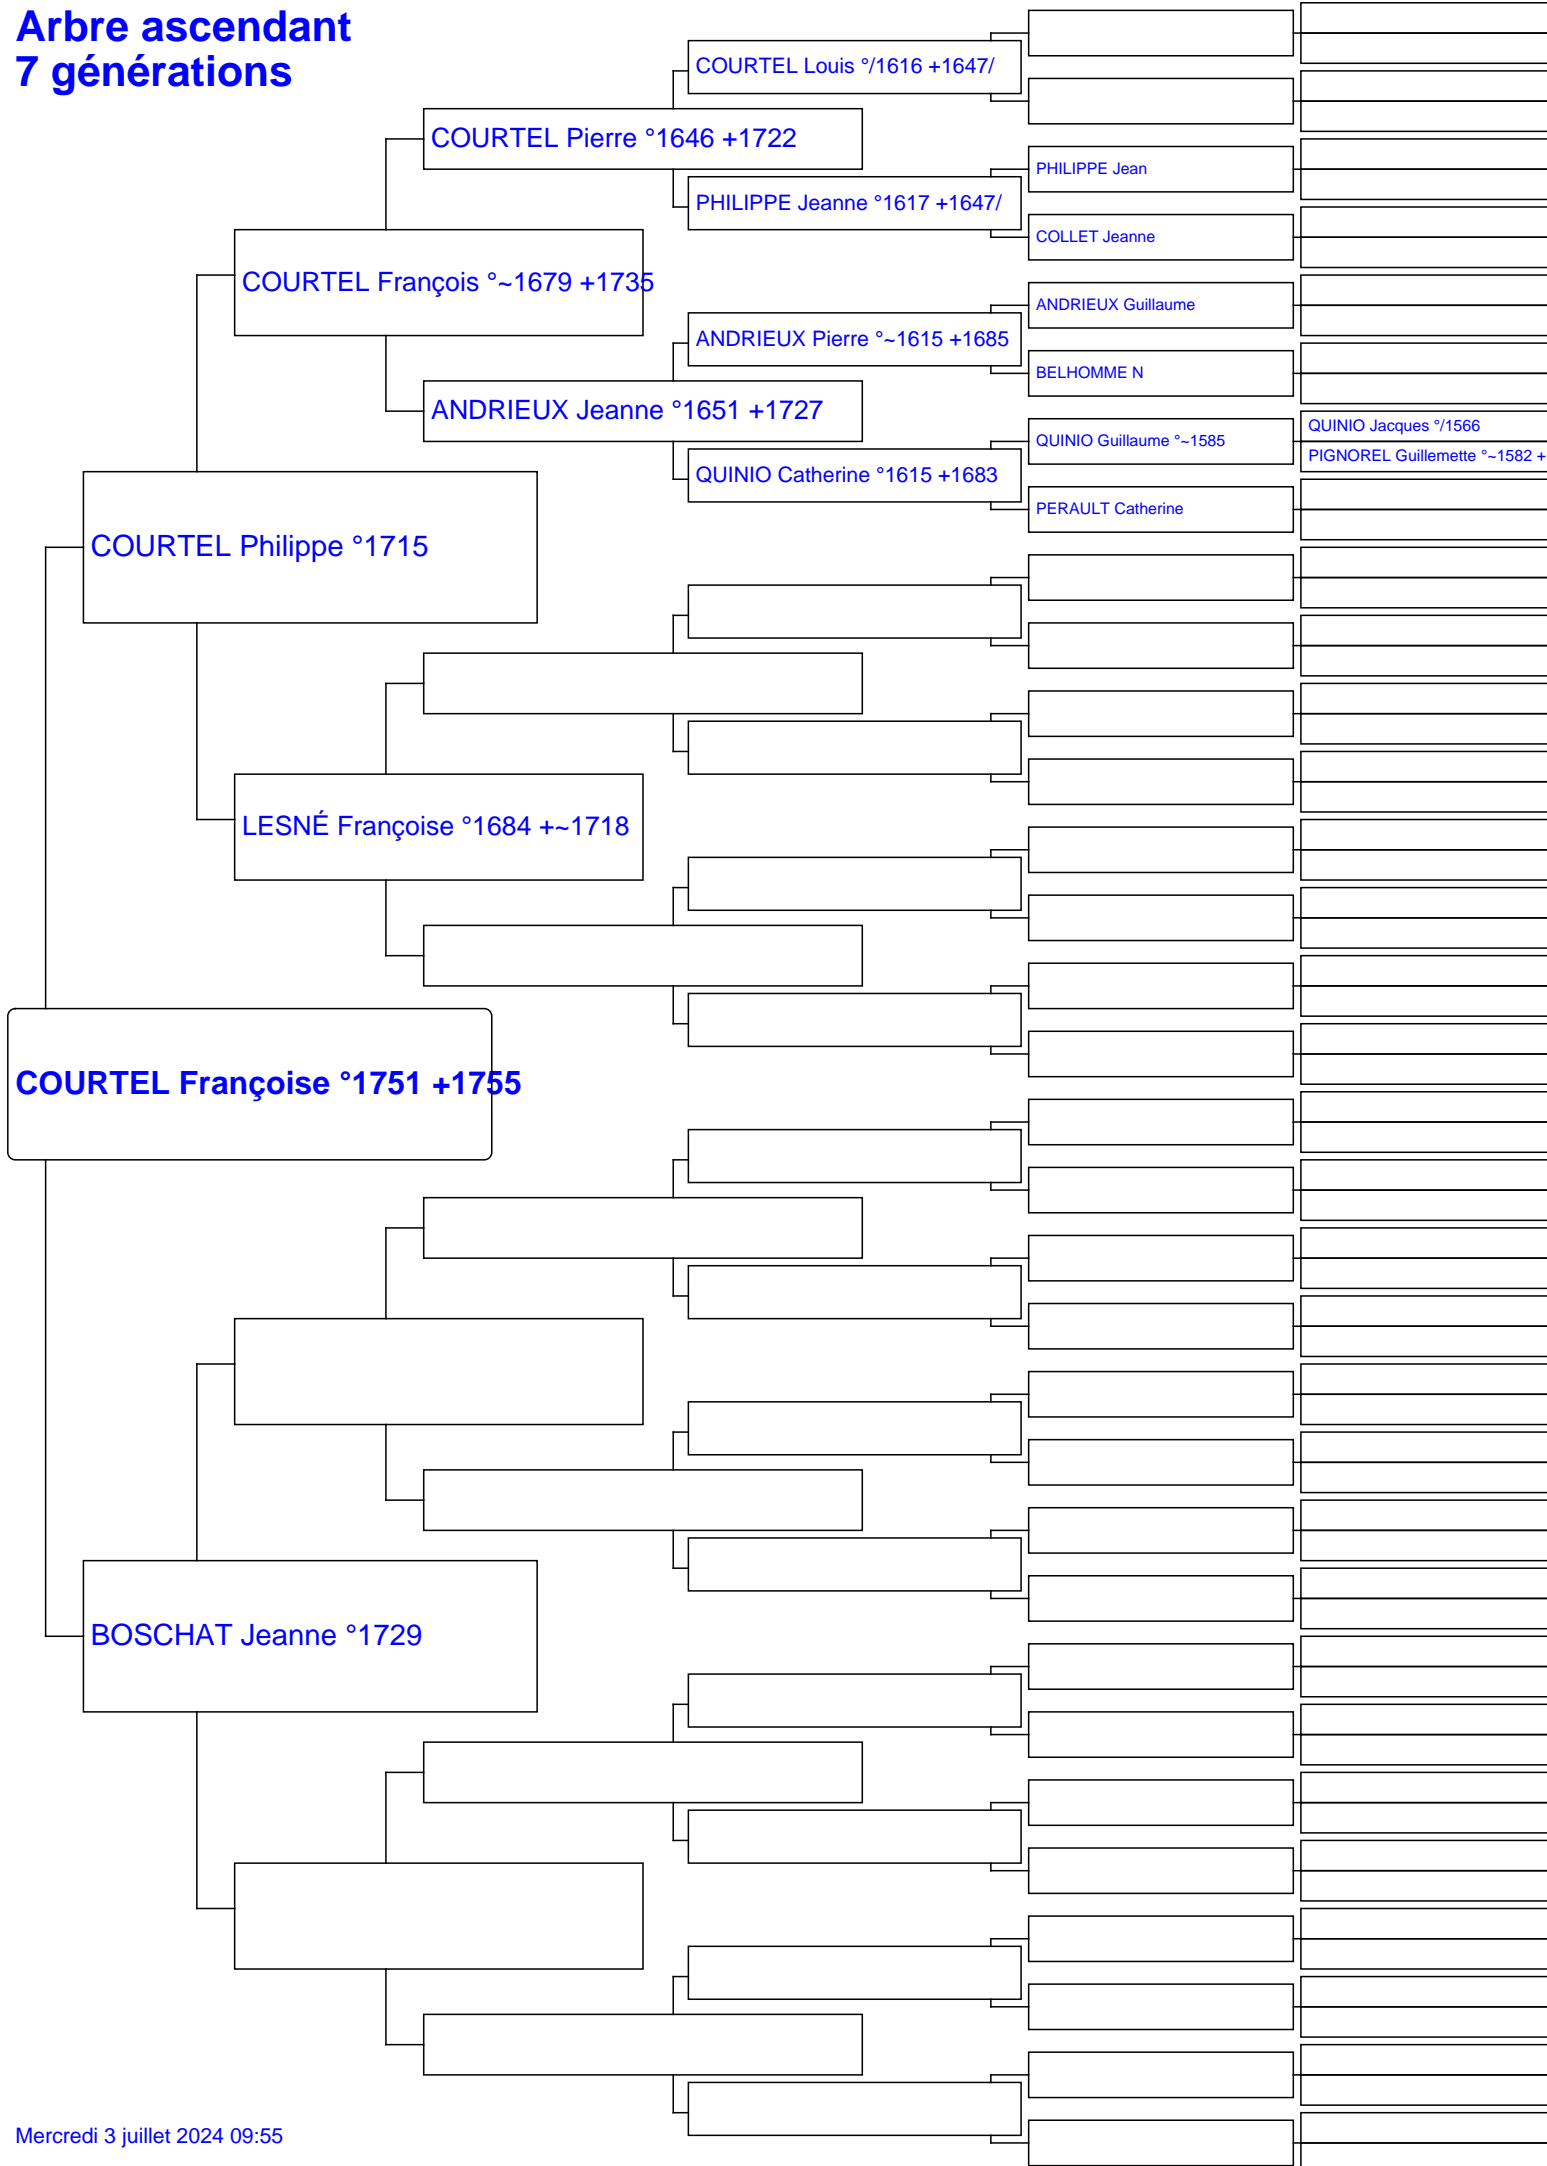 Arbre ascendant
7 générations
COURTEL Louis °/1616 +1647/
COURTEL Pierre °1646 +1722
PHILIPPE Jean
PHILIPPE Jeanne °1617 +1647/
COLLET Jeanne
COURTEL François °~1679 +1735
ANDRIEUX Guillaume
ANDRIEUX Pierre °~1615 +1685
BELHOMME N
ANDRIEUX Jeanne °1651 +1727
QUINIO Jacques °/1566
QUINIO Guillaume °~1585
PIGNOREL Guillemette °~1582 +
QUINIO Catherine °1615 +1683
PERAULT Catherine
COURTEL Philippe °1715
LESNÉ Françoise °1684 +~1718
COURTEL Françoise °1751 +1755
BOSCHAT Jeanne °1729
Mercredi 3 juillet 2024 09:55